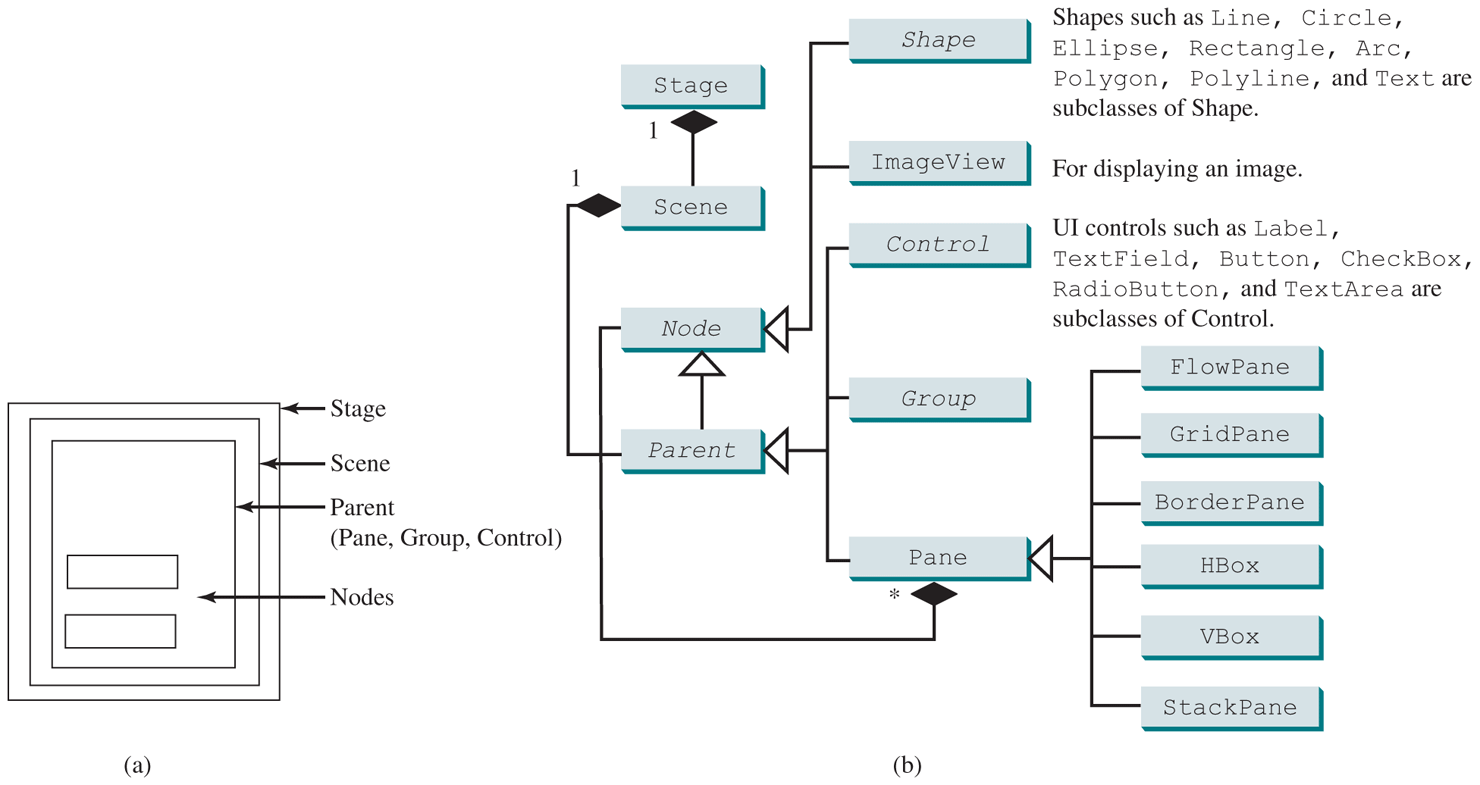 Stage
Scene
Parent
(Pane, Group, Control)
Nodes
(a)
Stage
1
1
Scene
Node
Parent
Shape
Shapes such as Line, Circle,
Ellipse, Rectangle, Arc,
Polygon, Polyline, and Text are
subclasses of Shape.
ImageView
For displaying an image.
Control
UI controls such as Label,
TextField, Button, CheckBox,
RadioButton, and TextArea are
subclasses of Control.
Group
Pane
*
FlowPane
GridPane
BorderPane
HBox
VBox
StackPane
(b)